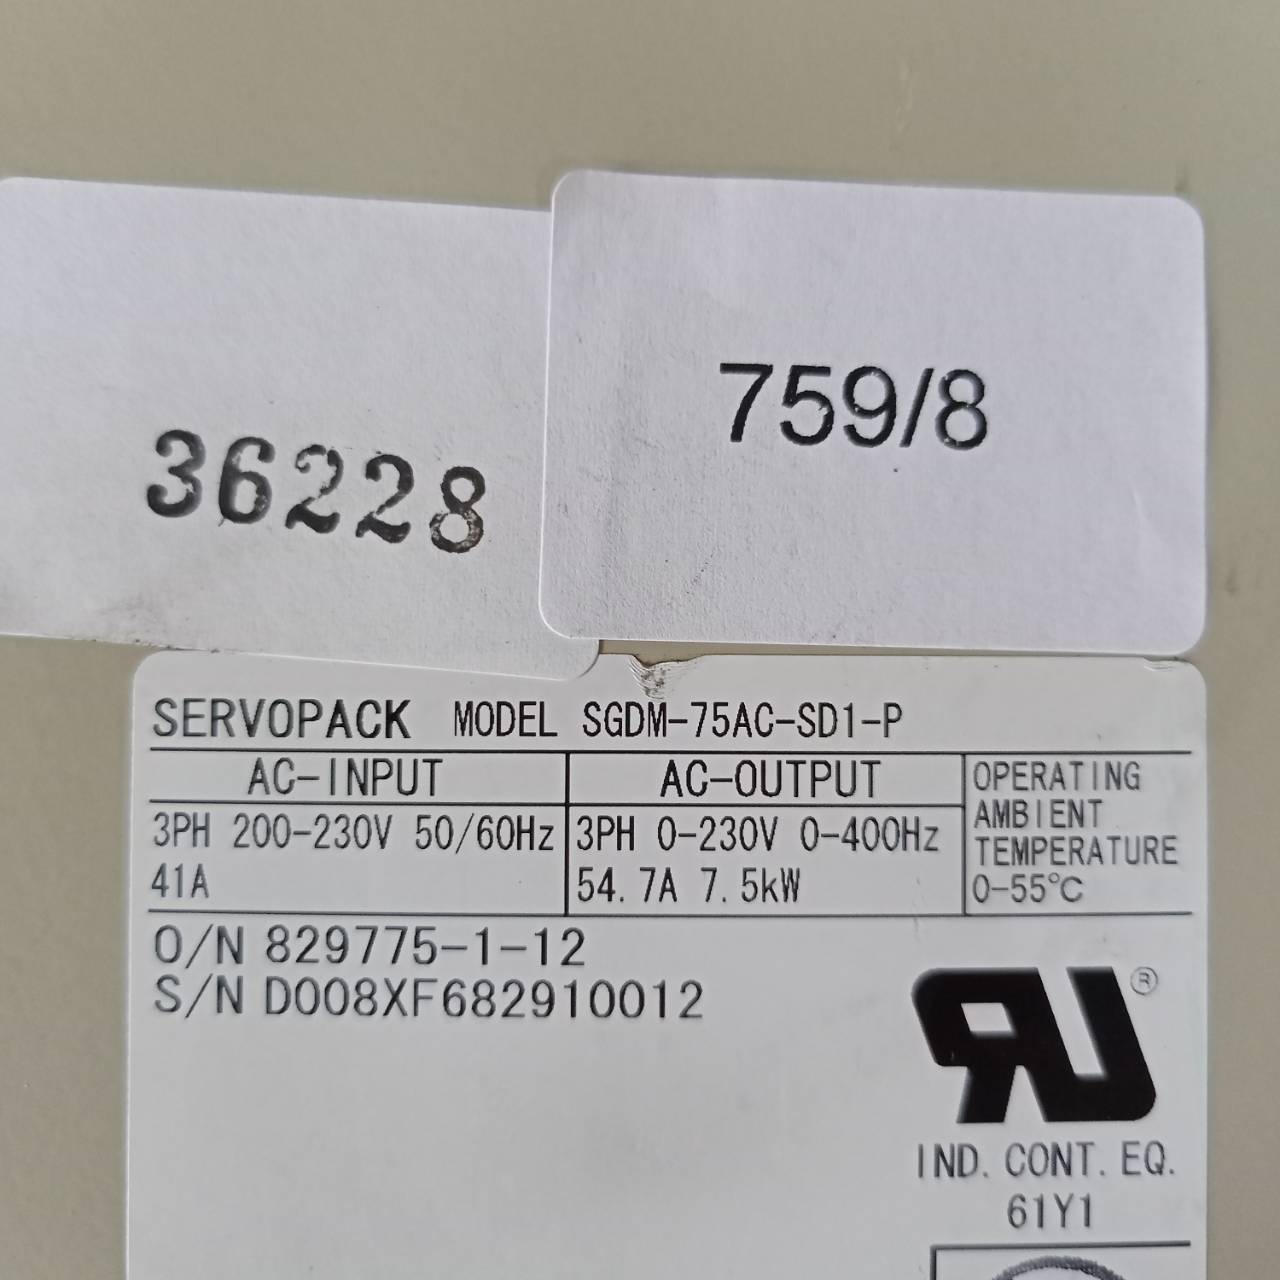 36228
759/8
SERVOPACK MODEL SGDM-75AC-SD1-P
AC-INPUT
3PH 200-230V 50/60Hz
41A
AC-OUTPUT
3PH 0-230V 0-400Hz
54.7A 7.5kW
OPERATING
AMBIENT
TEMPERATURE
0-55°C
O/N 829775-1-12
S/N D008XF682910012
RU®
IND. CONT. EQ.
61Y1